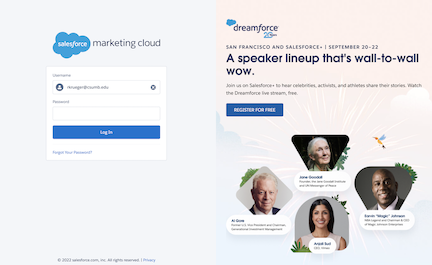 salesforce marketing cloud
Username
rkrueger@csumb.edu
Password
Log In
Forgot Your Password?
© 2022 salesforce.com, inc. All rights reserved. | Privacy
dreamforce
SAN FRANCISCO AND SALESFORCE+ | SEPTEMBER 20–22
A speaker lineup that's wall-to-wall
wow.
Join us on Salesforce+ to hear celebrities, activists, and athletes share their stories. Watch
the Dreamforce live stream, free.
REGISTER FOR FREE
Jane Goodall
Founder, the Jane Goodall Institute
and UN Messenger of Peace
Al Gore
Former U.S. Vice President and Chairman,
Generational Investment Management
Earvin "Magic" Johnson
NBA Legend and Chairman & CEO
of Magic Johnson Enterprises
Anjali Sud
CEO, Vimeo